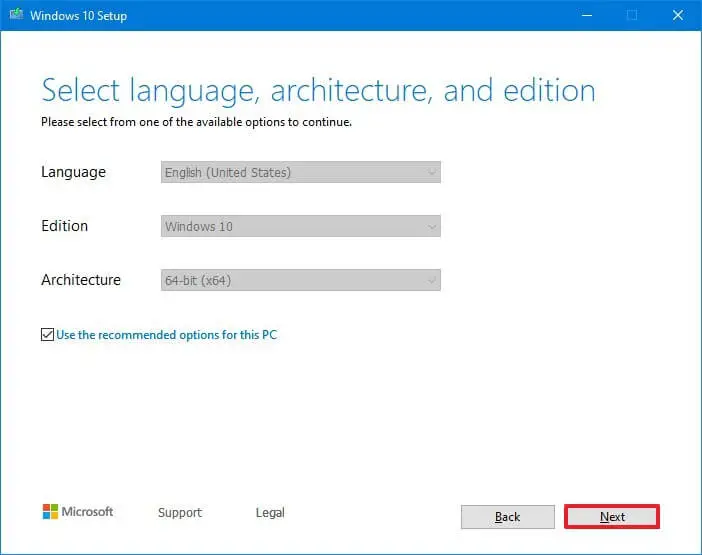 Windows 10 Setup
Select language, architecture, and edition
Please select from one of the available options to continue.
Language English (United States)
Edition Windows 10
Architecture 64-bit (x64)
Use the recommended options for this PC
Microsoft Support Legal Back Next